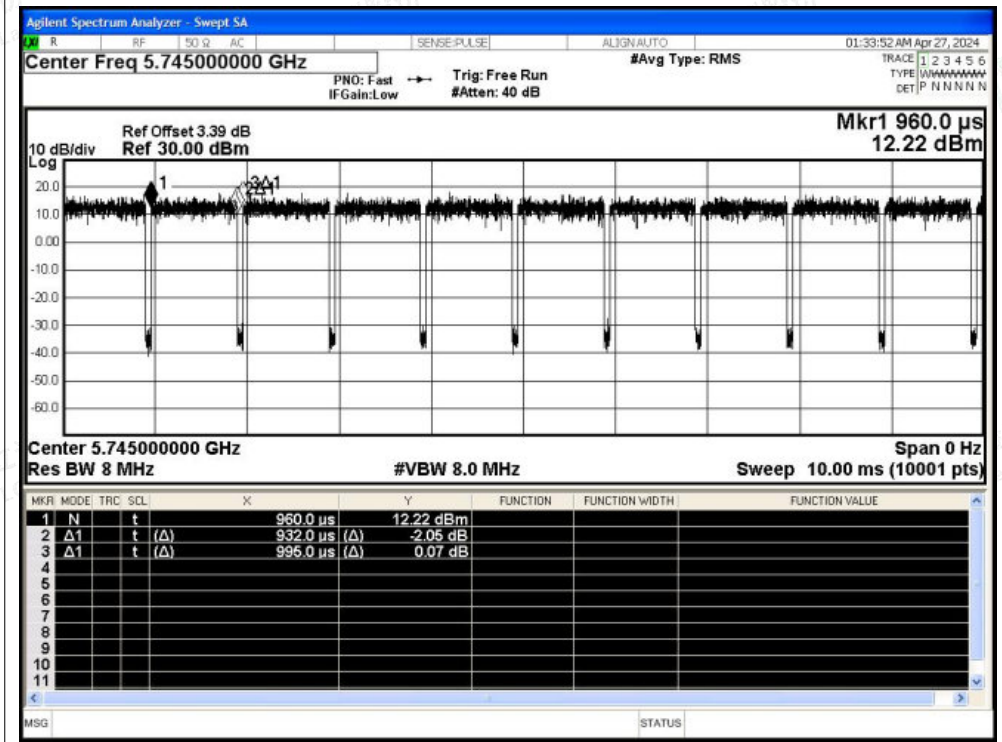 Agilent Spectrum Analyzer - Swept SA
LXI R RF 50 Ω AC SENSE:PULSE ALIGN AUTO 01:33:52 AM Apr 27, 2024
Center Freq 5.745000000 GHz #Avg Type: RMS TRACE 1 2 3 4 5 6
PNO: Fast Trig: Free Run TYPE WWWWWW
IFGain:Low #Atten: 40 dB DET P N N N N N
Mkr1 960.0 µs
Ref Offset 3.39 dB
10 dB/div Ref 30.00 dBm 12.22 dBm
Log
1 2Δ1 3Δ1
20.0
10.0
0.00
-10.0
-20.0
-30.0
-40.0
-50.0
-60.0
Center 5.745000000 GHz Span 0 Hz
Res BW 8 MHz #VBW 8.0 MHz Sweep 10.00 ms (10001 pts)
MKR MODE TRC SCL X Y FUNCTION FUNCTION WIDTH FUNCTION VALUE
1 N t 960.0 µs 12.22 dBm
2 Δ1 t (Δ) 932.0 µs (Δ) -2.05 dB
3 Δ1 t (Δ) 995.0 µs (Δ) 0.07 dB
4
5
6
7
8
9
10
11
MSG STATUS